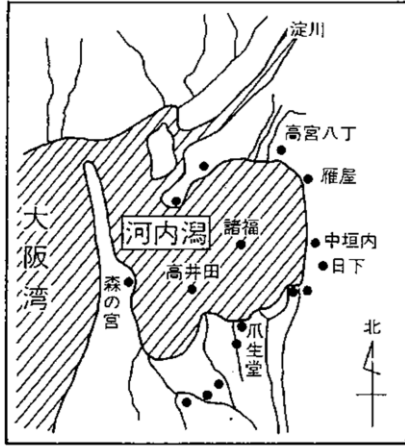 淀川
高宮八丁
雁屋
河内潟
諸福
中垣内
日下
高井田
大阪湾
森の宮
瓜生堂
北